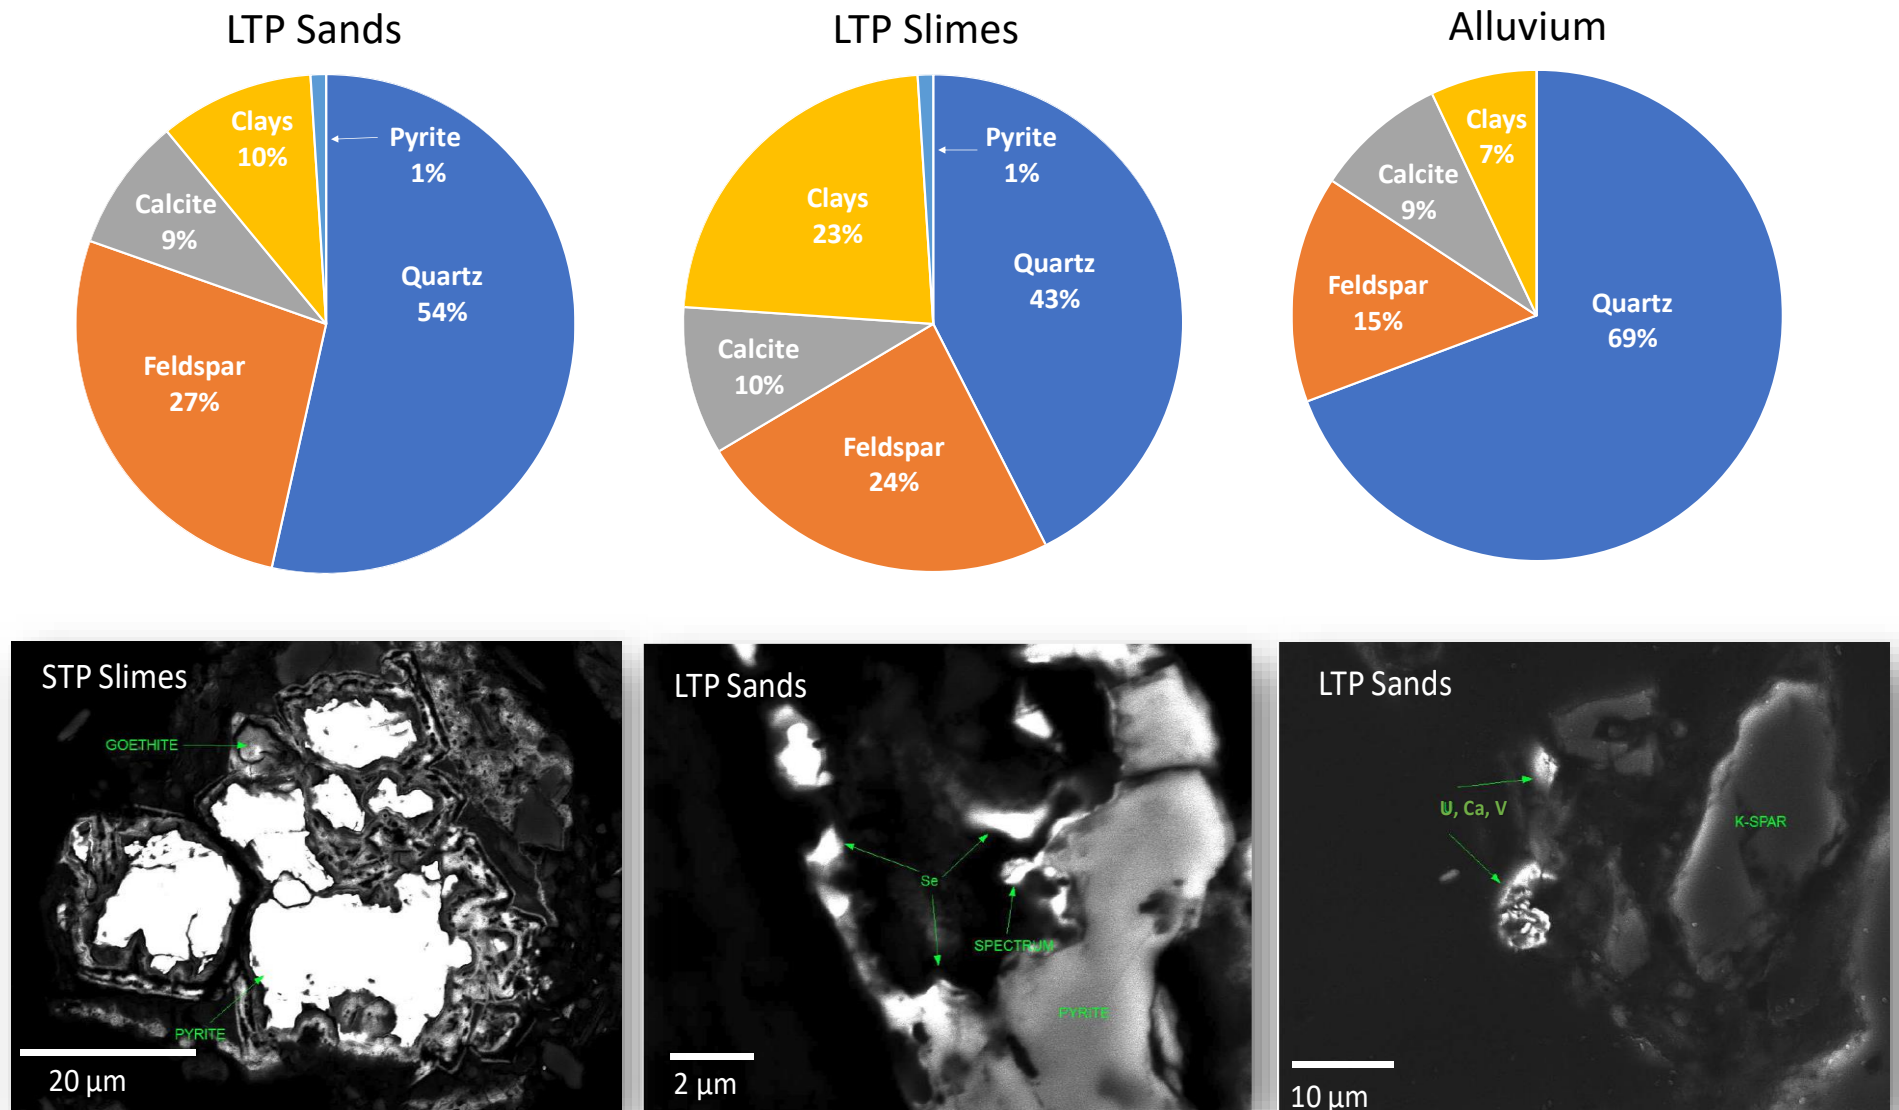 LTP Sands
Pyrite
1%
Quartz
54%
Feldspar
27%
Calcite
9%
Clays
10%
LTP Slimes
Pyrite
1%
Quartz
43%
Feldspar
24%
Calcite
10%
Clays
23%
Alluvium
Quartz
69%
Feldspar
15%
Calcite
9%
Clays
7%
STP Slimes
GOETHITE
PYRITE
20 µm
LTP Sands
Se
SPECTRUM
PYRITE
2 µm
LTP Sands
U, Ca, V
K-SPAR
10 µm